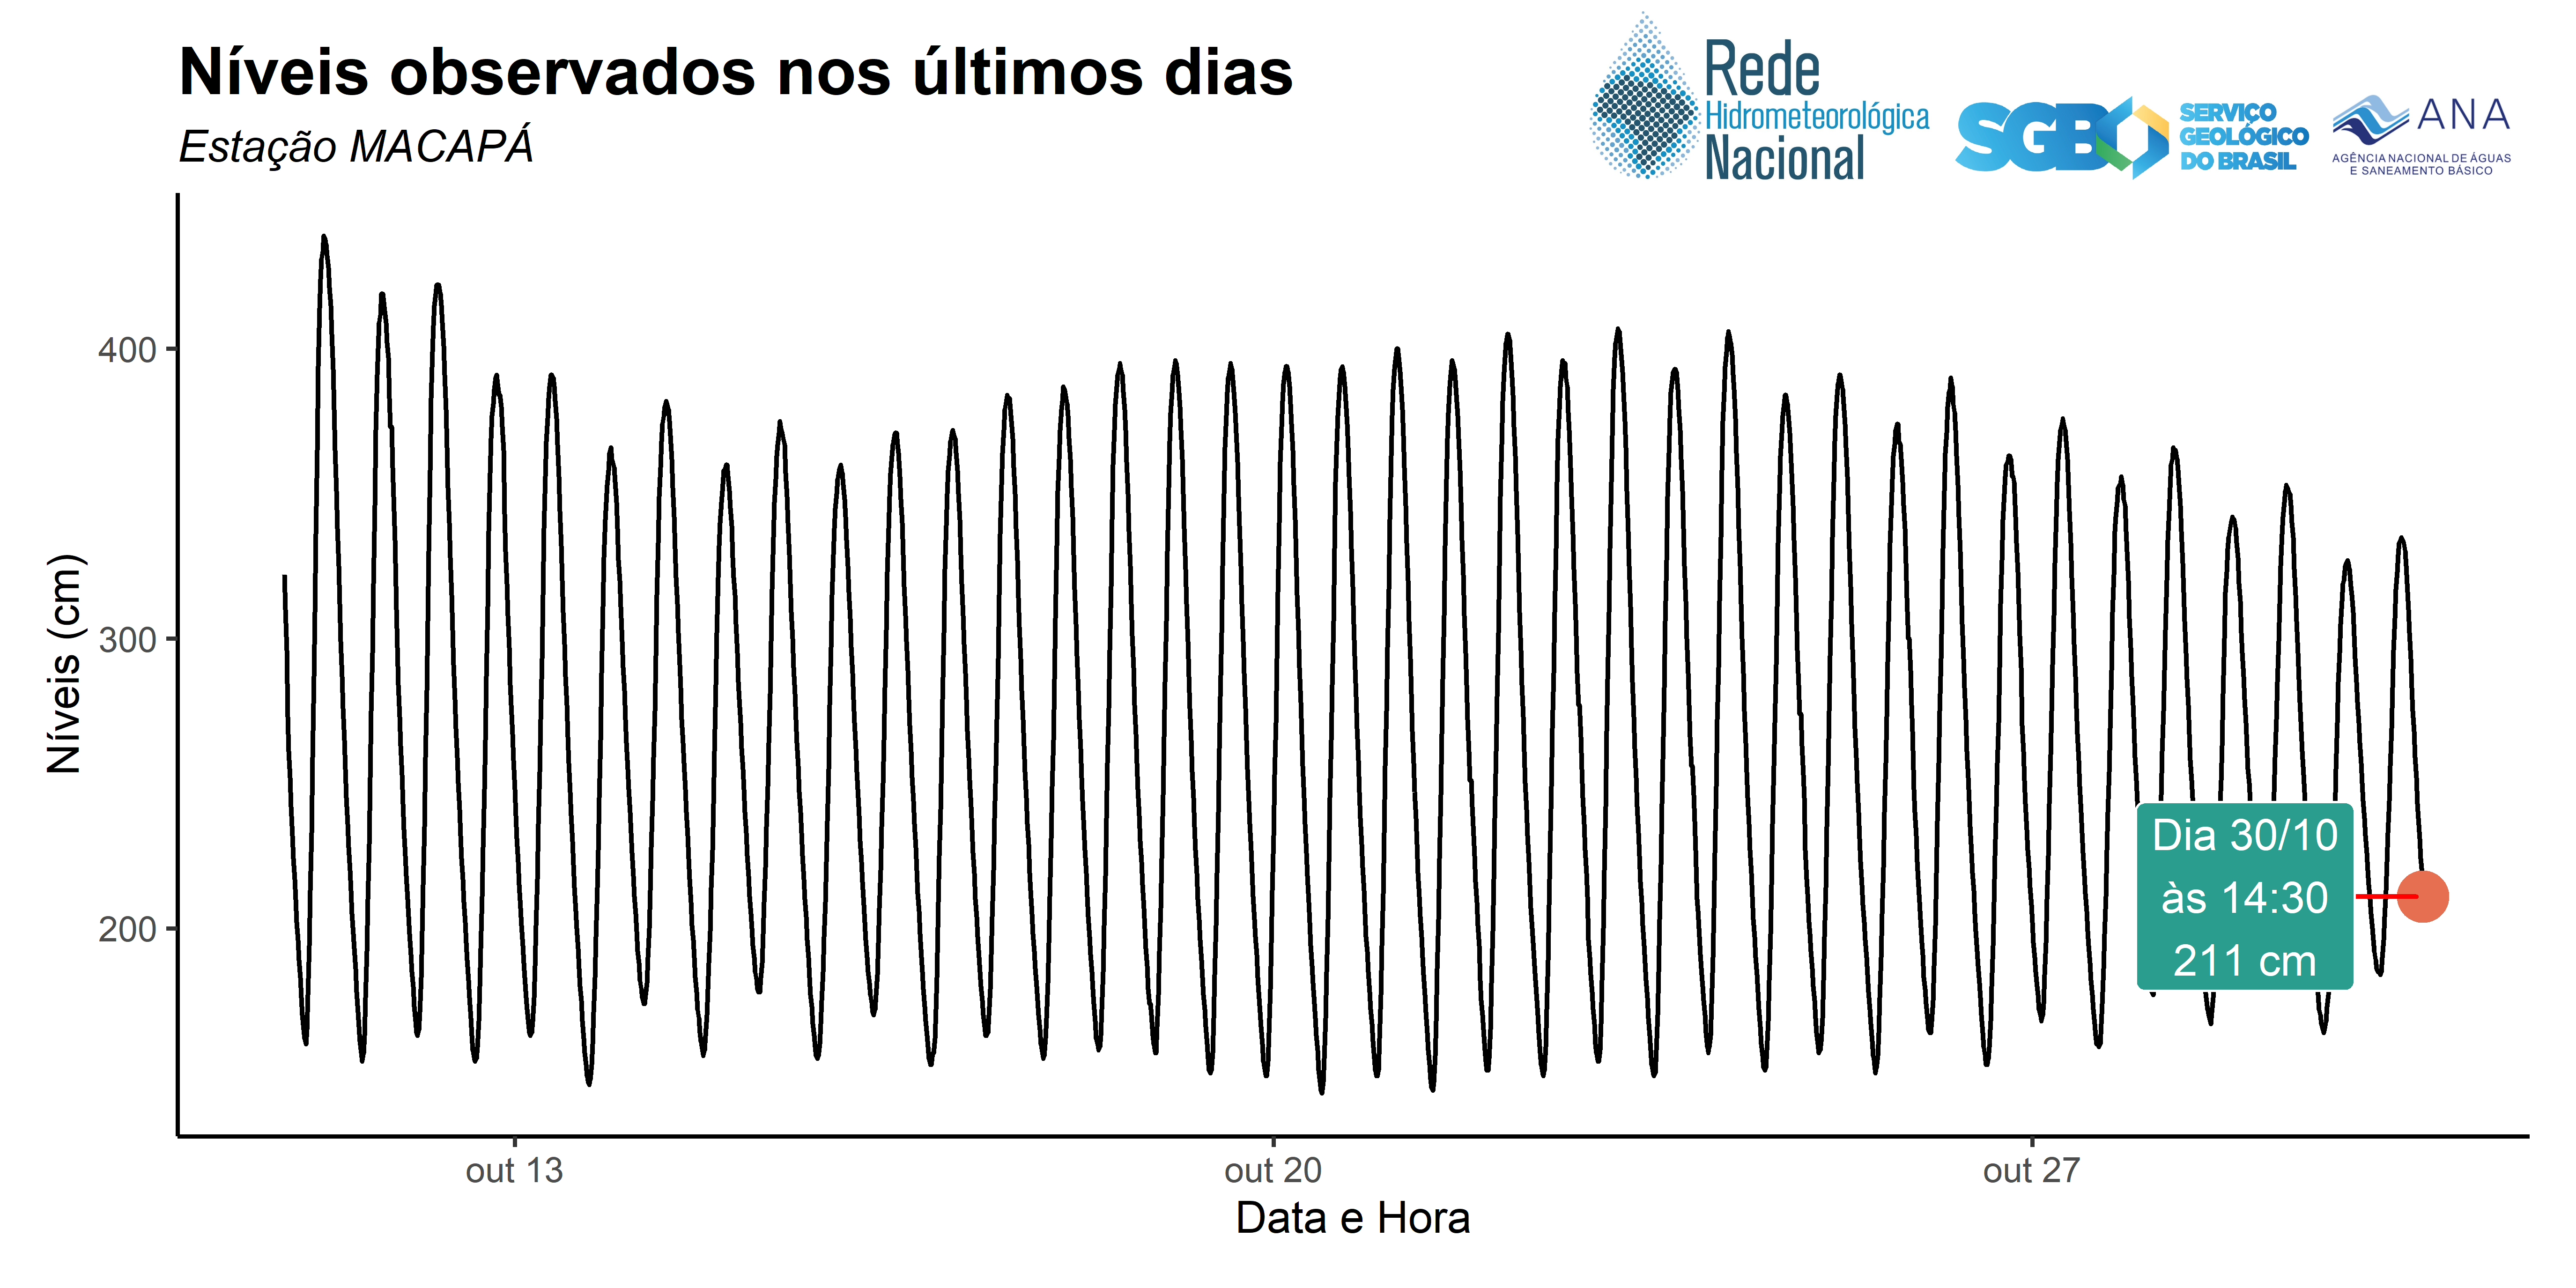 Níveis observados nos últimos dias
Estação MACAPÁ
Rede
Hidrometeorológica
Nacional
SGB
SERVIÇO
GEOLÓGICO
DO BRASIL
ANA
AGÊNCIA NACIONAL DE ÁGUAS
E SANEAMENTO BÁSICO
Níveis (cm)
400
300
200
Dia 30/10
às 14:30
211 cm
out 13
out 20
out 27
Data e Hora